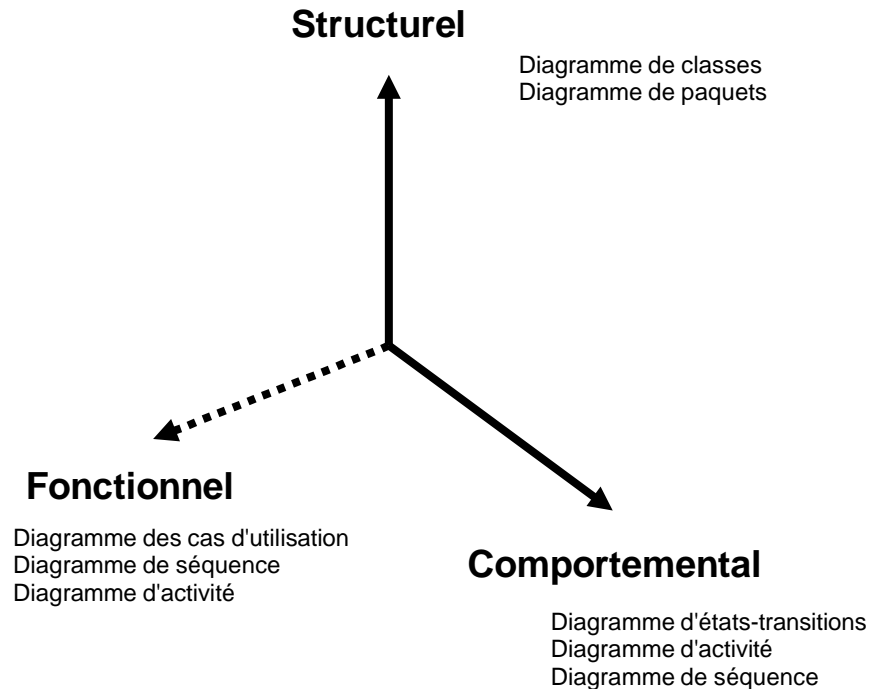 Structurel
Diagramme de classes
Diagramme de paquets
Fonctionnel
Diagramme des cas d'utilisation
Diagramme de séquence
Diagramme d'activité
Comportemental
Diagramme d'états-transitions
Diagramme d'activité
Diagramme de séquence